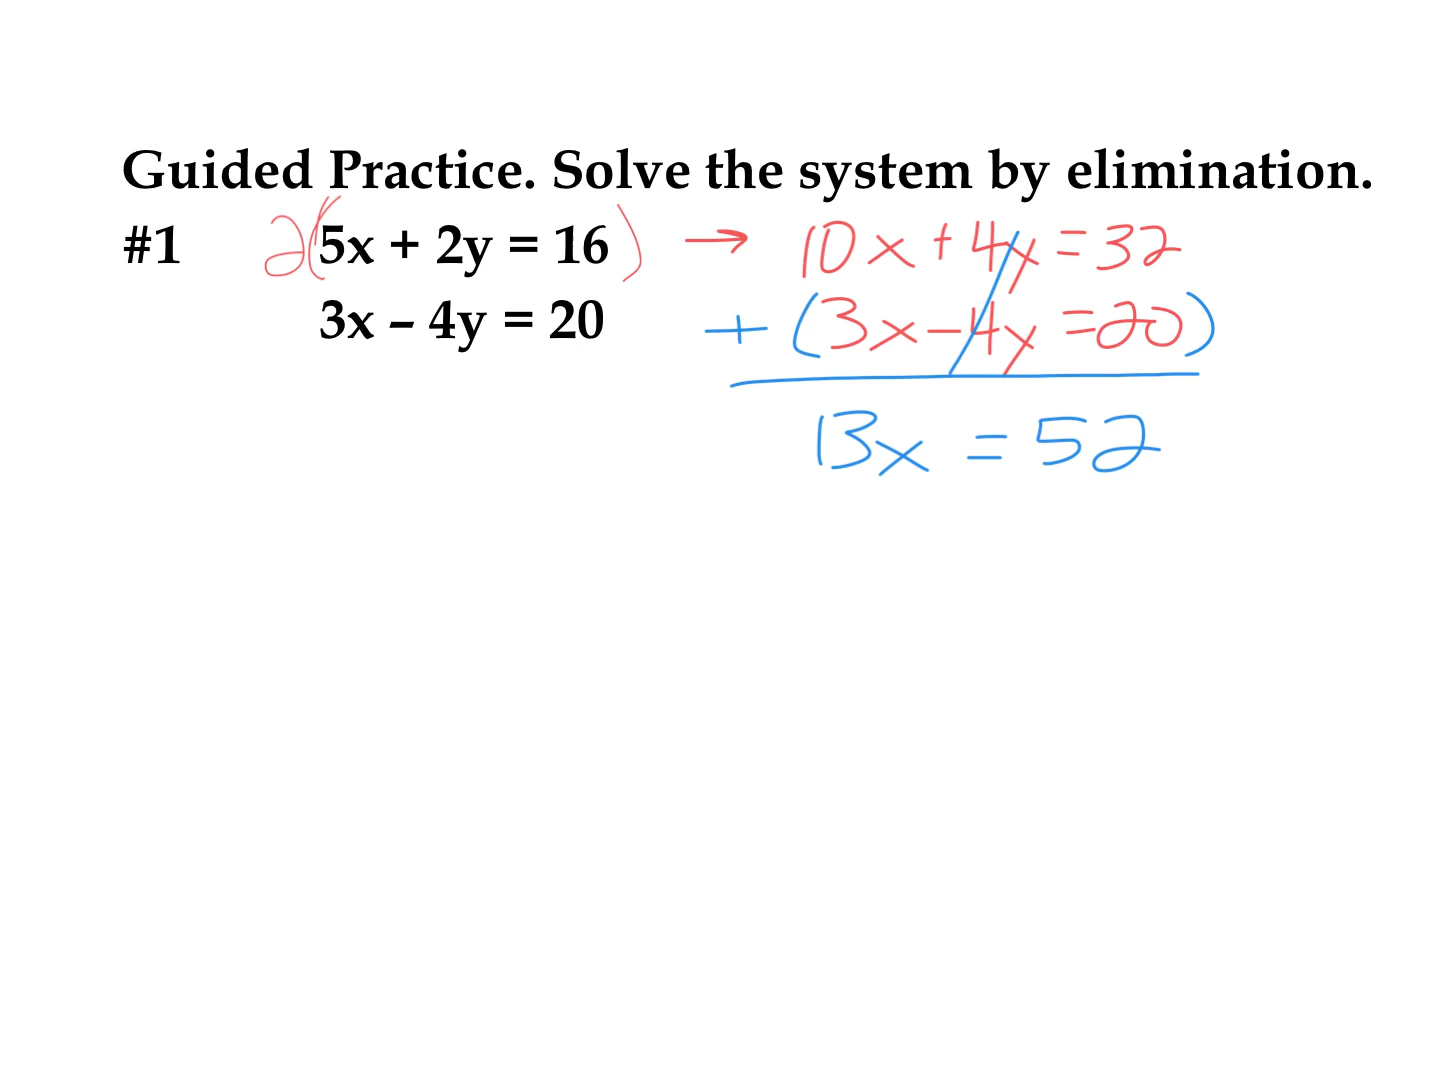 Guided Practice. Solve the system by elimination.
#1 2(5x + 2y = 16) → 10x + 4y = 32
3x – 4y = 20 + (3x – 4y = 20)
13x = 52